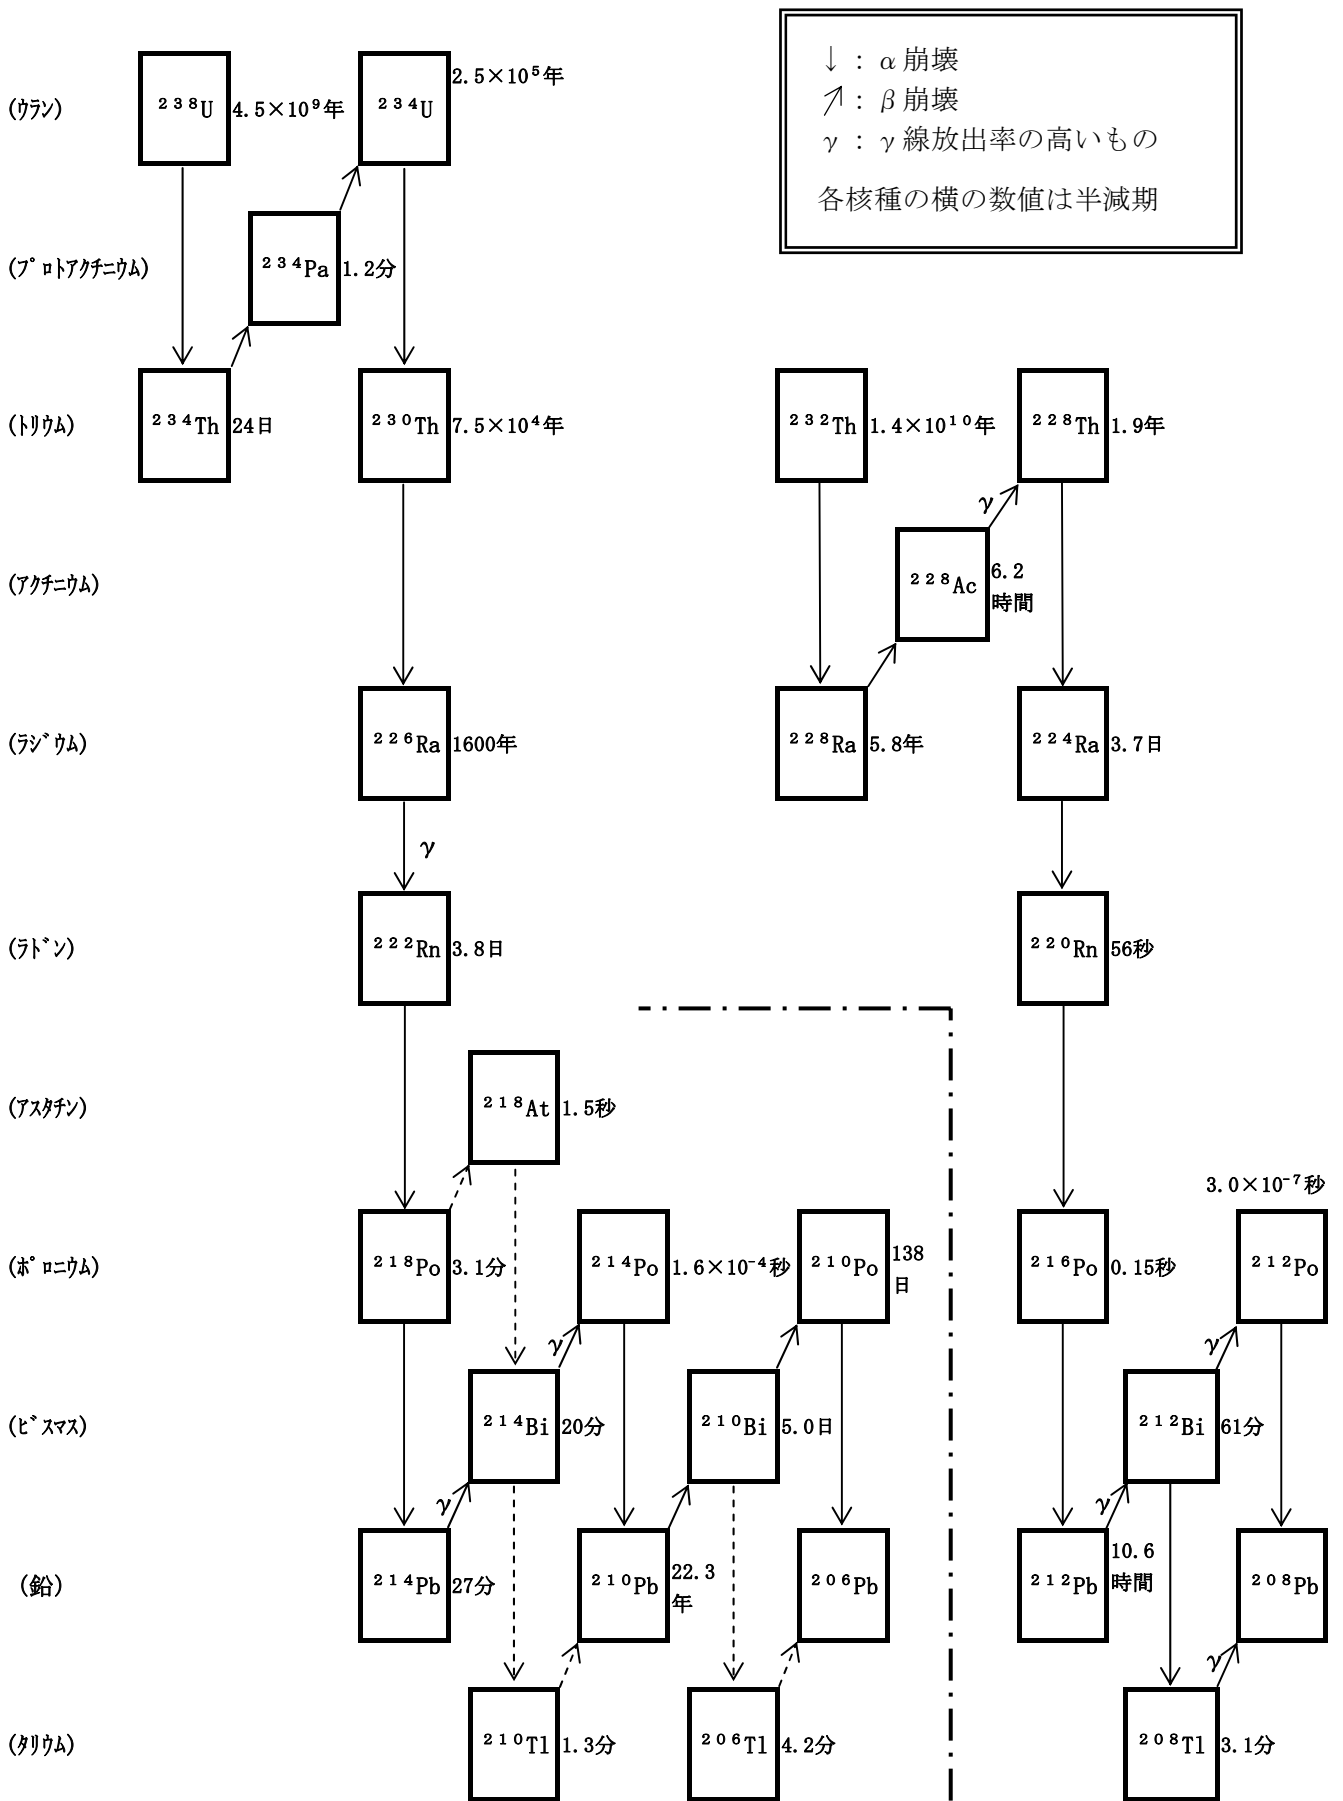 ↓ : α 崩壊
↗ : β 崩壊
γ : γ 線放出率の高いもの
各核種の横の数値は半減期
(ウラン)
²³⁸U
4.5×10⁹年
²³⁴U
2.5×10⁵年
(プロトアクチニウム)
²³⁴Pa
1.2分
(トリウム)
²³⁴Th
24日
²³⁰Th
7.5×10⁴年
²³²Th
1.4×10¹⁰年
²²⁸Th
1.9年
γ
(アクチニウム)
²²⁸Ac
6.2
時間
(ラジウム)
²²⁶Ra
1600年
²²⁸Ra
5.8年
²²⁴Ra
3.7日
γ
(ラドン)
²²²Rn
3.8日
²²⁰Rn
56秒
(アスタチン)
²¹⁸At
1.5秒
(ポロニウム)
²¹⁸Po
3.1分
²¹⁴Po
1.6×10⁻⁴秒
²¹⁰Po
138
日
²¹⁶Po
0.15秒
3.0×10⁻⁷秒
²¹²Po
γ
γ
(ビスマス)
²¹⁴Bi
20分
²¹⁰Bi
5.0日
²¹²Bi
61分
γ
γ
(鉛)
²¹⁴Pb
27分
²¹⁰Pb
22.3
年
²⁰⁶Pb
²¹²Pb
10.6
時間
²⁰⁸Pb
γ
(タリウム)
²¹⁰Tl
1.3分
²⁰⁶Tl
4.2分
²⁰⁸Tl
3.1分